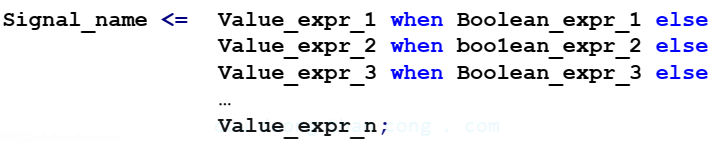 Signal_name <= Value_expr_1 when Boolean_expr_1 else
Value_expr_2 when boo1ean_expr_2 else
Value_expr_3 when Boolean_expr_3 else
…
Value_expr_n;